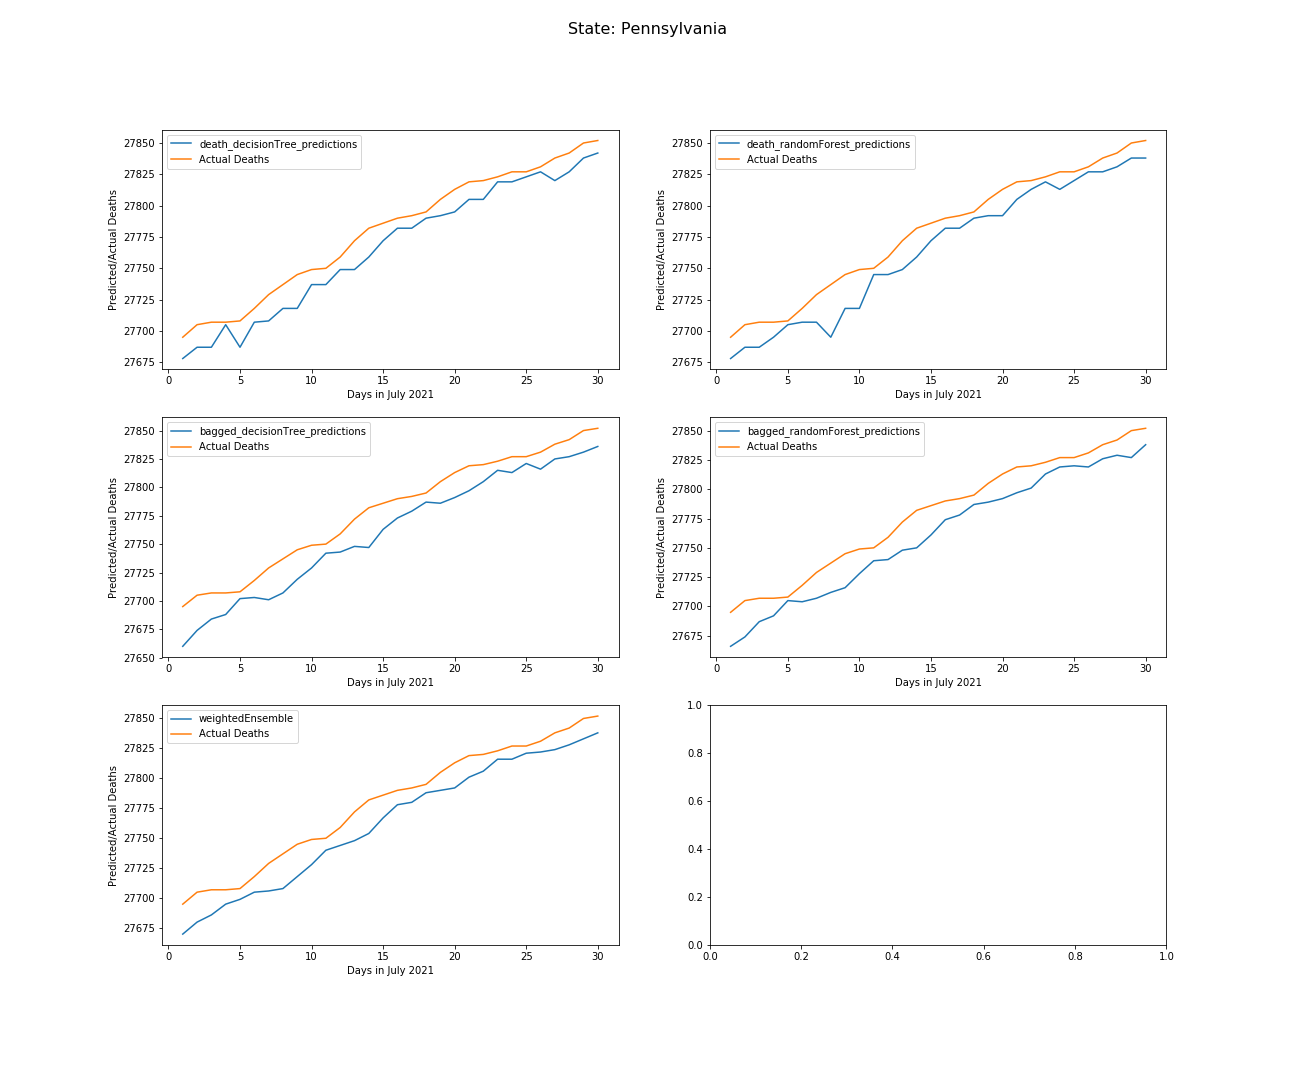 State: Pennsylvania
27850
27825
27800
27775
27750
27725
27700
27675
Predicted/Actual Deaths
death_decisionTree_predictions
Actual Deaths
0 5 10 15 20 25 30
Days in July 2021
27850
27825
27800
27775
27750
27725
27700
27675
Predicted/Actual Deaths
death_randomForest_predictions
Actual Deaths
0 5 10 15 20 25 30
Days in July 2021
27850
27825
27800
27775
27750
27725
27700
27675
27650
Predicted/Actual Deaths
bagged_decisionTree_predictions
Actual Deaths
0 5 10 15 20 25 30
Days in July 2021
27850
27825
27800
27775
27750
27725
27700
27675
Predicted/Actual Deaths
bagged_randomForest_predictions
Actual Deaths
0 5 10 15 20 25 30
Days in July 2021
27850
27825
27800
27775
27750
27725
27700
27675
Predicted/Actual Deaths
weightedEnsemble
Actual Deaths
0 5 10 15 20 25 30
Days in July 2021
1.0
0.8
0.6
0.4
0.2
0.0
0.0 0.2 0.4 0.6 0.8 1.0